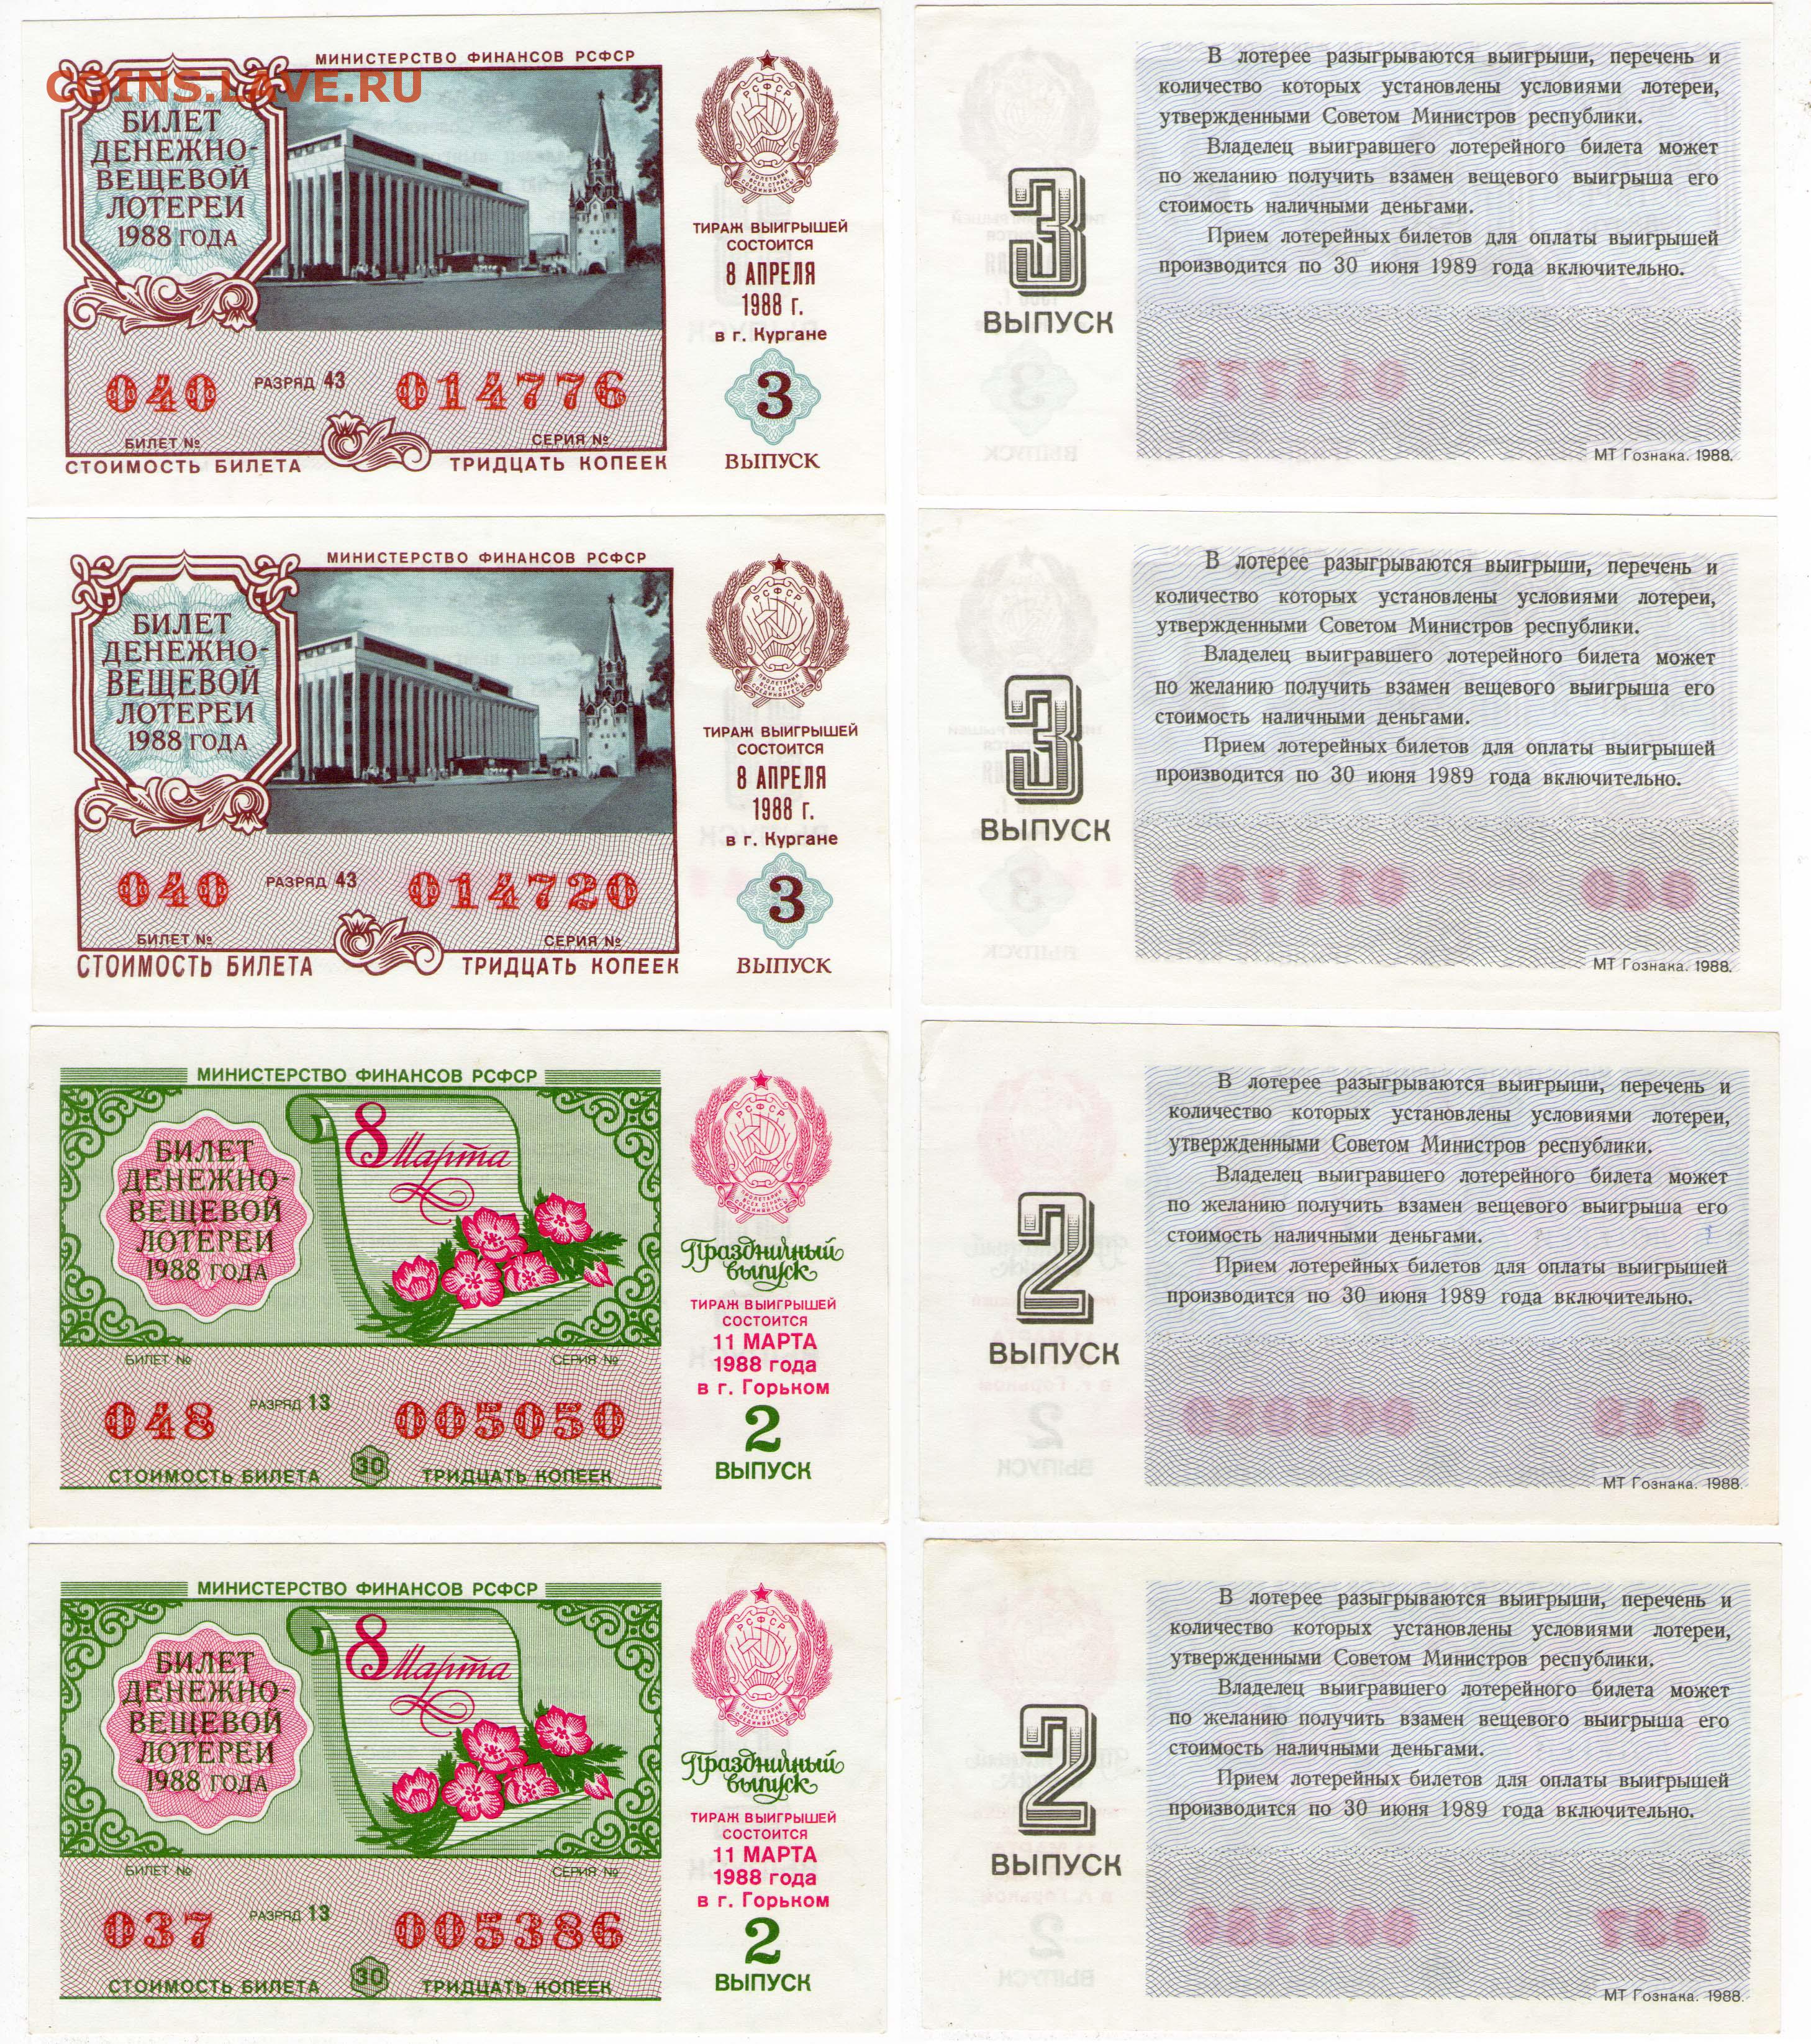 COINS.LAVE.RU
МИНИСТЕРСТВО ФИНАНСОВ РСФСР
БИЛЕТ
ДЕНЕЖНО-
ВЕЩЕВОЙ
ЛОТЕРЕИ
1988 ГОДА
РСФСР
ПРОЛЕТАРИИ
ВСЕХ СТРАН,
СОЕДИНЯЙТЕСЬ!
ТИРАЖ ВЫИГРЫШЕЙ
СОСТОИТСЯ
8 АПРЕЛЯ
1988 г.
в г. Кургане
3
ВЫПУСК
040 РАЗРЯД 43 014776
БИЛЕТ № СЕРИЯ №
СТОИМОСТЬ БИЛЕТА ТРИДЦАТЬ КОПЕЕК
3
ВЫПУСК
В лотерее разыгрываются выигрыши, перечень и
количество которых установлены условиями лотереи,
утвержденными Советом Министров республики.
Владелец выигравшего лотерейного билета может
по желанию получить взамен вещевого выигрыша его
стоимость наличными деньгами.
Прием лотерейных билетов для оплаты выигрышей
производится по 30 июня 1989 года включительно.
МТ Гознака. 1988.
МИНИСТЕРСТВО ФИНАНСОВ РСФСР
БИЛЕТ
ДЕНЕЖНО-
ВЕЩЕВОЙ
ЛОТЕРЕИ
1988 ГОДА
РСФСР
ПРОЛЕТАРИИ
ВСЕХ СТРАН,
СОЕДИНЯЙТЕСЬ!
ТИРАЖ ВЫИГРЫШЕЙ
СОСТОИТСЯ
8 АПРЕЛЯ
1988 г.
в г. Кургане
3
ВЫПУСК
040 РАЗРЯД 43 014720
БИЛЕТ № СЕРИЯ №
СТОИМОСТЬ БИЛЕТА ТРИДЦАТЬ КОПЕЕК
3
ВЫПУСК
В лотерее разыгрываются выигрыши, перечень и
количество которых установлены условиями лотереи,
утвержденными Советом Министров республики.
Владелец выигравшего лотерейного билета может
по желанию получить взамен вещевого выигрыша его
стоимость наличными деньгами.
Прием лотерейных билетов для оплаты выигрышей
производится по 30 июня 1989 года включительно.
МТ Гознака. 1988.
МИНИСТЕРСТВО ФИНАНСОВ РСФСР
БИЛЕТ
ДЕНЕЖНО-
ВЕЩЕВОЙ
ЛОТЕРЕИ
1988 ГОДА
8 Марта
РСФСР
ПРОЛЕТАРИИ
ВСЕХ СТРАН,
СОЕДИНЯЙТЕСЬ!
Праздничный
выпуск
ТИРАЖ ВЫИГРЫШЕЙ
СОСТОИТСЯ
11 МАРТА
1988 года
в г. Горьком
2
ВЫПУСК
БИЛЕТ № СЕРИЯ №
048 РАЗРЯД 13 005050
СТОИМОСТЬ БИЛЕТА 30 ТРИДЦАТЬ КОПЕЕК
2
ВЫПУСК
В лотерее разыгрываются выигрыши, перечень и
количество которых установлены условиями лотереи,
утвержденными Советом Министров республики.
Владелец выигравшего лотерейного билета может
по желанию получить взамен вещевого выигрыша его
стоимость наличными деньгами.
Прием лотерейных билетов для оплаты выигрышей
производится по 30 июня 1989 года включительно.
МТ Гознака. 1988.
МИНИСТЕРСТВО ФИНАНСОВ РСФСР
БИЛЕТ
ДЕНЕЖНО-
ВЕЩЕВОЙ
ЛОТЕРЕИ
1988 ГОДА
8 Марта
РСФСР
ПРОЛЕТАРИИ
ВСЕХ СТРАН,
СОЕДИНЯЙТЕСЬ!
Праздничный
выпуск
ТИРАЖ ВЫИГРЫШЕЙ
СОСТОИТСЯ
11 МАРТА
1988 года
в г. Горьком
2
ВЫПУСК
БИЛЕТ № СЕРИЯ №
037 РАЗРЯД 13 005386
СТОИМОСТЬ БИЛЕТА 30 ТРИДЦАТЬ КОПЕЕК
2
ВЫПУСК
В лотерее разыгрываются выигрыши, перечень и
количество которых установлены условиями лотереи,
утвержденными Советом Министров республики.
Владелец выигравшего лотерейного билета может
по желанию получить взамен вещевого выигрыша его
стоимость наличными деньгами.
Прием лотерейных билетов для оплаты выигрышей
производится по 30 июня 1989 года включительно.
МТ Гознака. 1988.